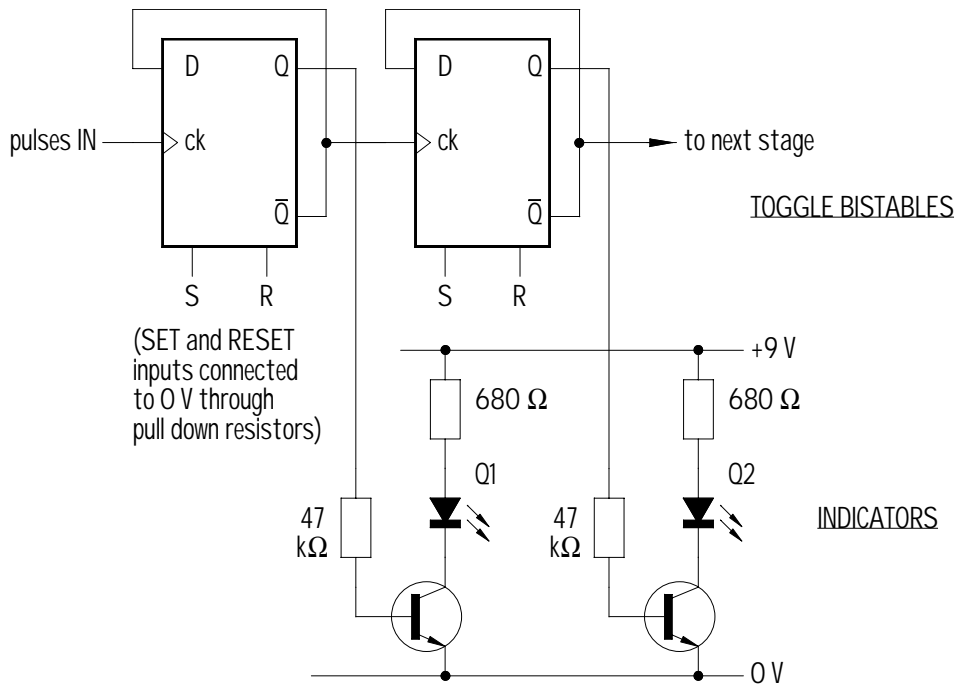 D Q
D Q
pulses IN
ck
ck
to next stage
Q̅
Q̅
TOGGLE BISTABLES
S R
S R
(SET and RESET
inputs connected
to 0 V through
pull down resistors)
+9 V
680 Ω
680 Ω
Q1
Q2
47
kΩ
47
kΩ
INDICATORS
0 V